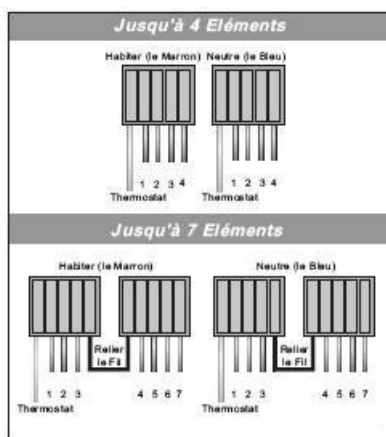 Jusqu'à 4 Eléments
Habiter (le Marron) Neutre (le Bleu)
1 2 3 4 1 2 3 4
Thermostat Thermostat
Jusqu'à 7 Eléments
Habiter (le Marron) Neutre (le Bleu)
Relier Relier
le Fil le Fil
1 2 3 4 5 6 7 1 2 3 4 5 6 7
Thermostat Thermostat